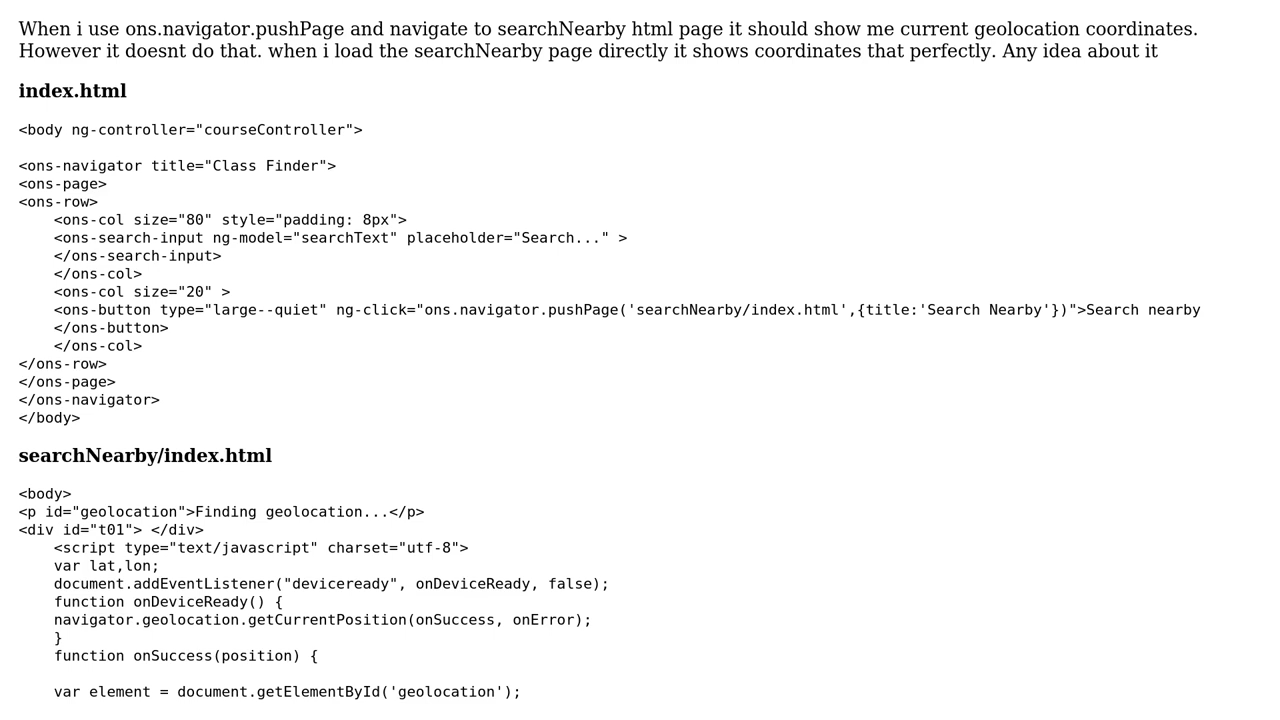 When i use ons.navigator.pushPage and navigate to searchNearby html page it should show me current geolocation coordinates.
However it doesnt do that. when i load the searchNearby page directly it shows coordinates that perfectly. Any idea about it
index.html
<body ng-controller="courseController">
<ons-navigator title="Class Finder">
<ons-page>
<ons-row>
    <ons-col size="80" style="padding: 8px">
    <ons-search-input ng-model="searchText" placeholder="Search..." >
    </ons-search-input>
    </ons-col>
    <ons-col size="20" >
    <ons-button type="large--quiet" ng-click="ons.navigator.pushPage('searchNearby/index.html',{title:'Search Nearby'})">Search nearby
    </ons-button>
    </ons-col>
</ons-row>
</ons-page>
</ons-navigator>
</body>
searchNearby/index.html
<body>
<p id="geolocation">Finding geolocation...</p>
<div id="t01"> </div>
    <script type="text/javascript" charset="utf-8">
    var lat,lon;
    document.addEventListener("deviceready", onDeviceReady, false);
    function onDeviceReady() {
    navigator.geolocation.getCurrentPosition(onSuccess, onError);
    }
    function onSuccess(position) {
    var element = document.getElementById('geolocation');